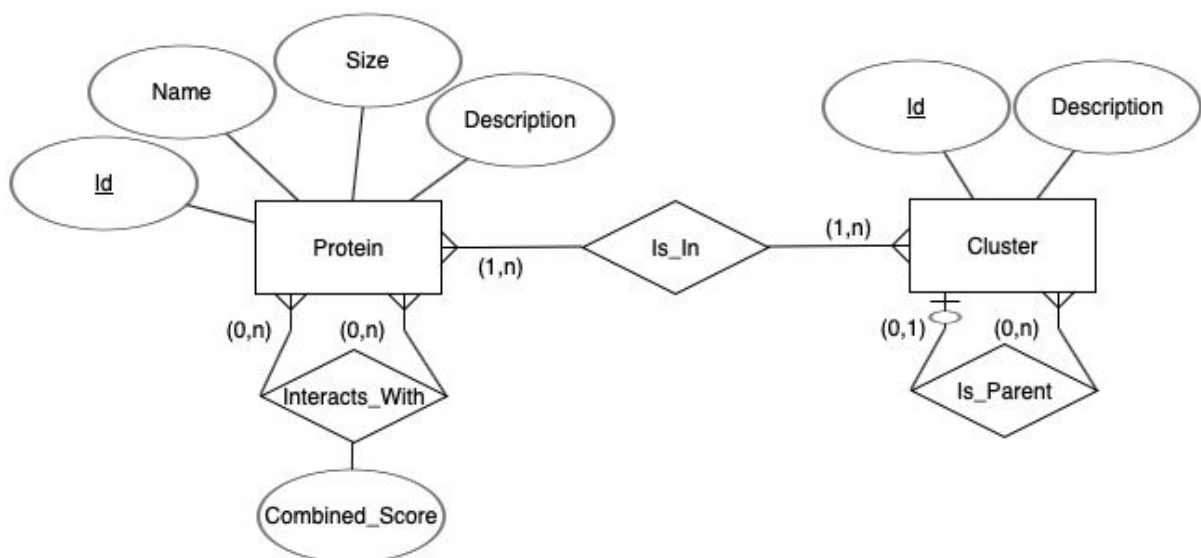 Size
Name
Description
Id
Id
Description
Protein
(1,n)
Is_In
(1,n)
Cluster
(0,n)
(0,n)
Interacts_With
Combined_Score
(0,1)
(0,n)
Is_Parent